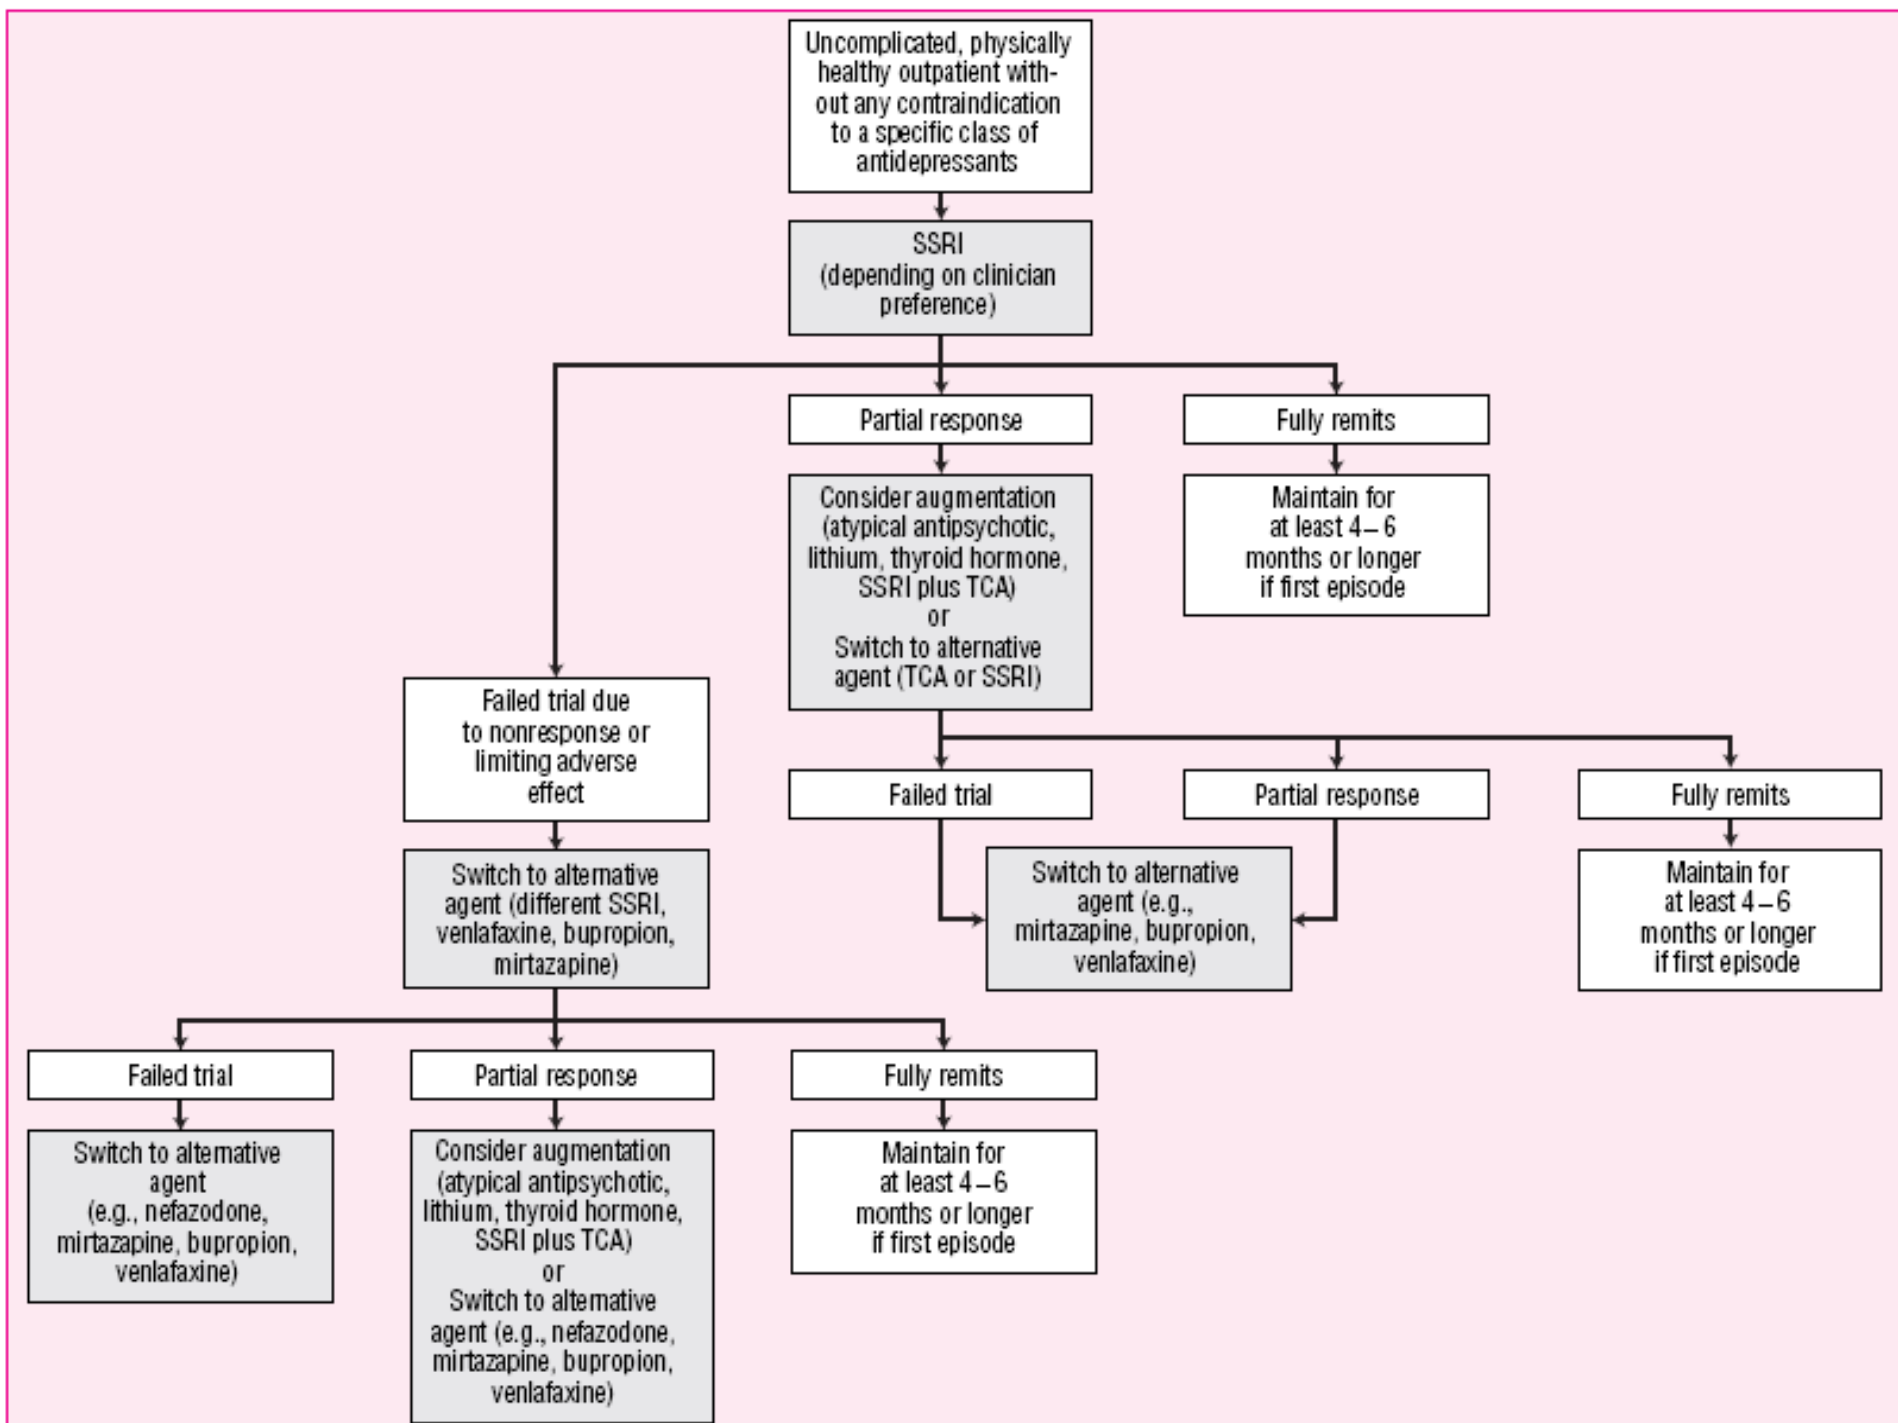 Uncomplicated, physically
healthy outpatient with-
out any contraindication
to a specific class of
antidepressants
SSRI
(depending on clinician
preference)
Partial response
Fully remits
Consider augmentation
(atypical antipsychotic,
lithium, thyroid hormone,
SSRI plus TCA)
or
Switch to alternative
agent (TCA or SSRI)
Maintain for
at least 4–6
months or longer
if first episode
Failed trial due
to nonresponse or
limiting adverse
effect
Failed trial
Partial response
Fully remits
Switch to alternative
agent (different SSRI,
venlafaxine, bupropion,
mirtazapine)
Switch to alternative
agent (e.g.,
mirtazapine, bupropion,
venlafaxine)
Maintain for
at least 4–6
months or longer
if first episode
Failed trial
Partial response
Fully remits
Switch to alternative
agent
(e.g., nefazodone,
mirtazapine, bupropion,
venlafaxine)
Consider augmentation
(atypical antipsychotic,
lithium, thyroid hormone,
SSRI plus TCA)
or
Switch to alternative
agent (e.g., nefazodone,
mirtazapine, bupropion,
venlafaxine)
Maintain for
at least 4–6
months or longer
if first episode